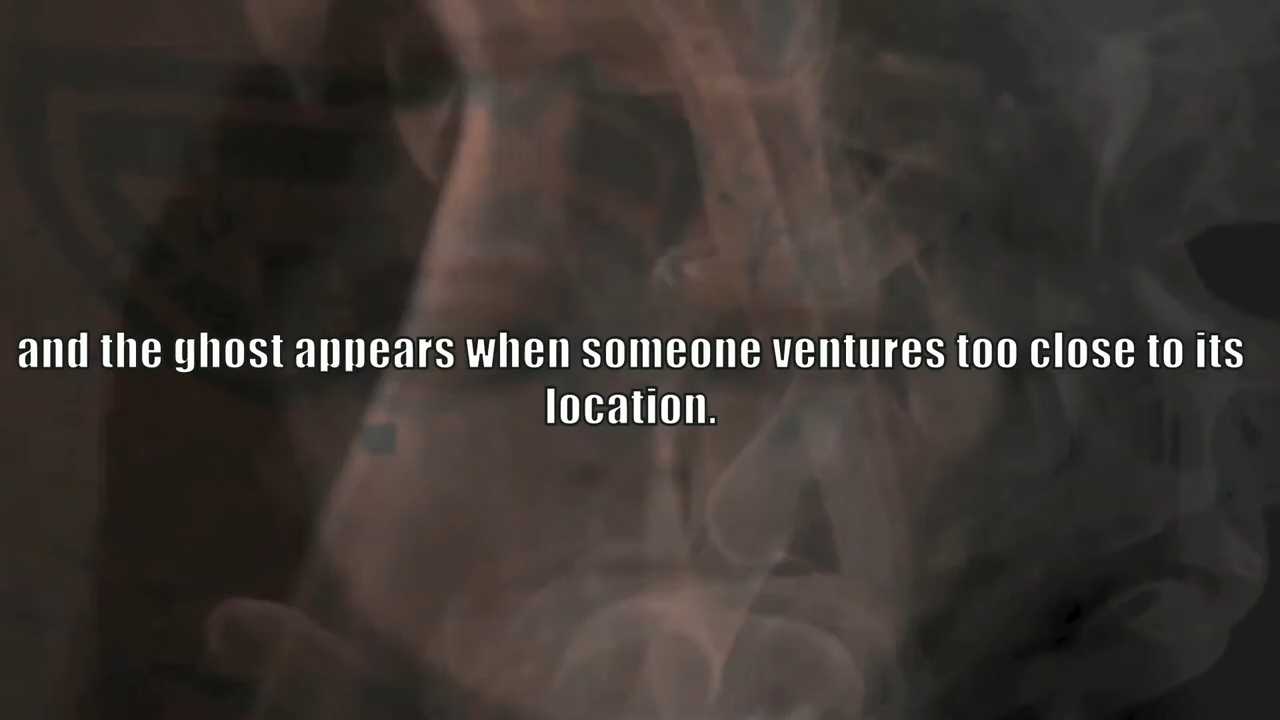 and the ghost appears when someone ventures too close to its
location.